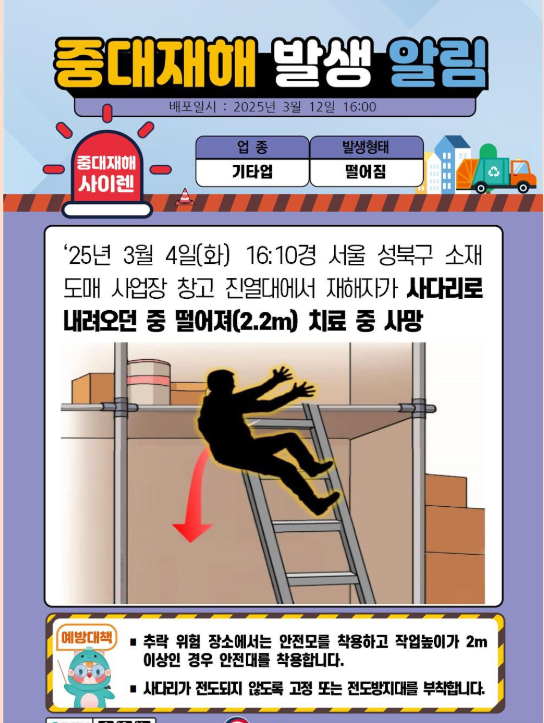 중대재해 발생 알림
배포일시 : 2025년 3월 12일 16:00
중대재해
사이렌
업 종
발생형태
기타업
떨어짐
‘25년 3월 4일(화) 16:10경 서울 성북구 소재
도매 사업장 창고 진열대에서 재해자가 사다리로
내려오던 중 떨어져(2.2m) 치료 중 사망
예방대책
▪ 추락 위험 장소에서는 안전모를 착용하고 작업높이가 2m
이상인 경우 안전대를 착용합니다.
▪ 사다리가 전도되지 않도록 고정 또는 전도방지대를 부착합니다.